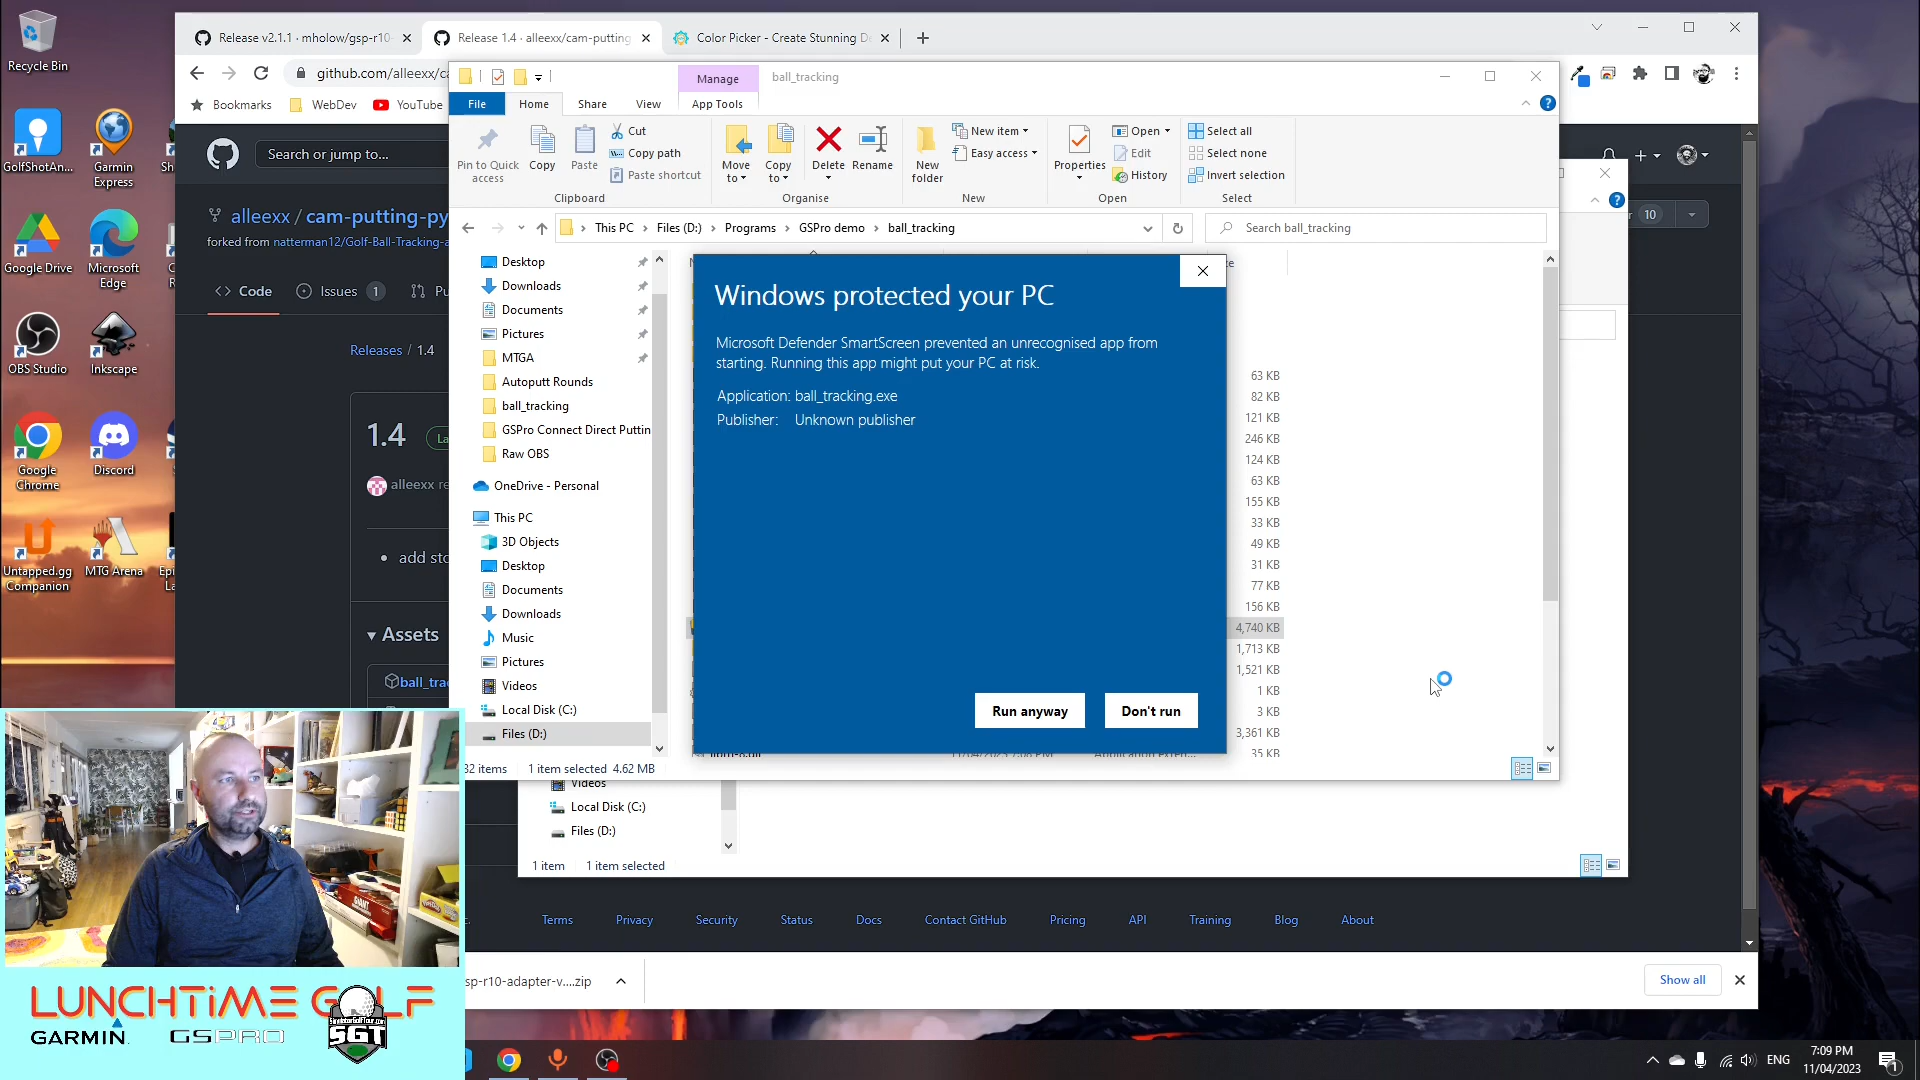 Recycle Bin
GolfShotAn...
Garmin
Express
Google Drive
Microsoft
Edge
OBS Studio
Inkscape
Google
Chrome
Discord
Untapped.gg
Companion
MTG Arena
Release v2.1.1 · mholow/gsp-r10-
Release 1.4 · alleexx/cam-putting
Color Picker - Create Stunning D
github.com/alleexx/c
Bookmarks
WebDev
YouTube
Search or jump to...
alleexx / cam-putting-py
forked from natterman12/Golf-Ball-Tracking-a
Code
Issues 1
Releases / 1.4
1.4
alleexx re
add sto
Assets
ball_trac
10
Manage
ball_tracking
File
Home
Share
View
App Tools
Pin to Quick
access
Copy
Paste
Cut
Copy path
Paste shortcut
Clipboard
Move
to
Copy
to
Delete
Rename
Organise
New
folder
New item
Easy access
New
Properties
Open
Edit
History
Open
Select all
Select none
Invert selection
Select
This PC
Files (D:)
Programs
GSPro demo
ball_tracking
Search ball_tracking
Desktop
Downloads
Documents
Pictures
MTGA
Autoputt Rounds
ball_tracking
GSPro Connect Direct Puttin
Raw OBS
OneDrive - Personal
This PC
3D Objects
Desktop
Documents
Downloads
Music
Pictures
Videos
Local Disk (C:)
Files (D:)
32 items
1 item selected 4.62 MB
Windows protected your PC
Microsoft Defender SmartScreen prevented an unrecognised app from
starting. Running this app might put your PC at risk.
Application: ball_tracking.exe
Publisher: Unknown publisher
Run anyway
Don't run
63 KB
82 KB
121 KB
246 KB
124 KB
63 KB
155 KB
33 KB
49 KB
31 KB
77 KB
156 KB
4,740 KB
1,713 KB
1,521 KB
1 KB
3 KB
3,361 KB
35 KB
Videos
Local Disk (C:)
Files (D:)
1 item
1 item selected
Terms
Privacy
Security
Status
Docs
Contact GitHub
Pricing
API
Training
Blog
About
sp-r10-adapter-v....zip
Show all
LUNCHTiME GOLF
GARMIN
GSPRO
SGT
ENG
7:09 PM
11/04/2023
1